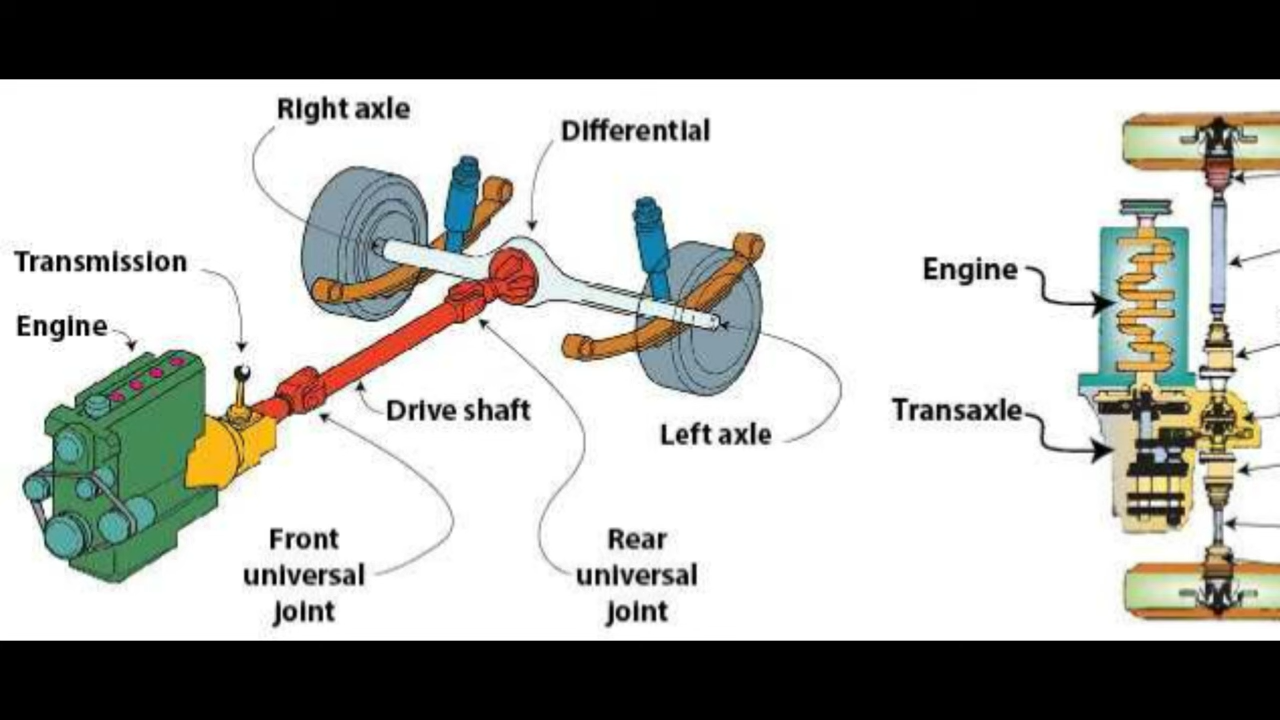 Right axle
Differential
Transmission
Engine
Drive shaft
Left axle
Front
universal
joint
Rear
universal
joint
Engine
Transaxle